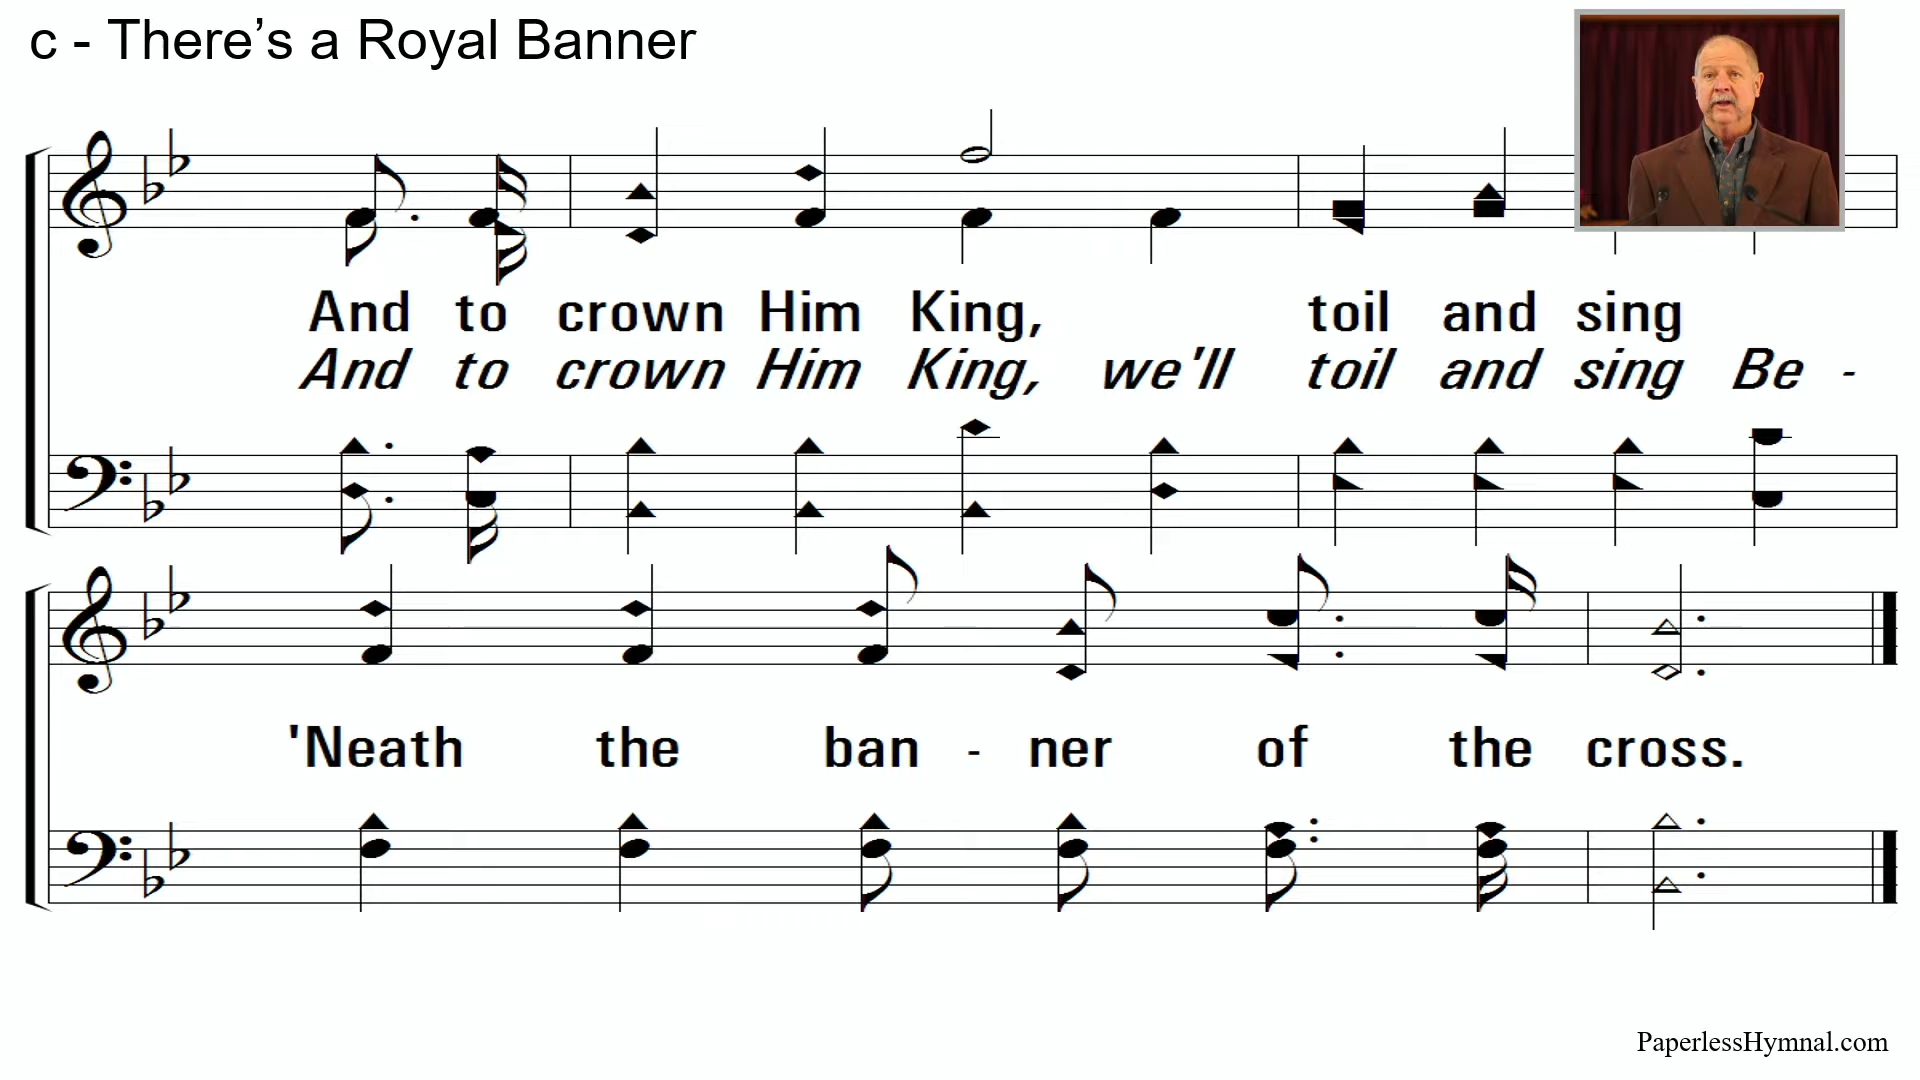 c - There’s a Royal Banner
And to crown Him King, toil and sing
And to crown Him King, we'll toil and sing Be -
'Neath the ban - ner of the cross.
PaperlessHymnal.com